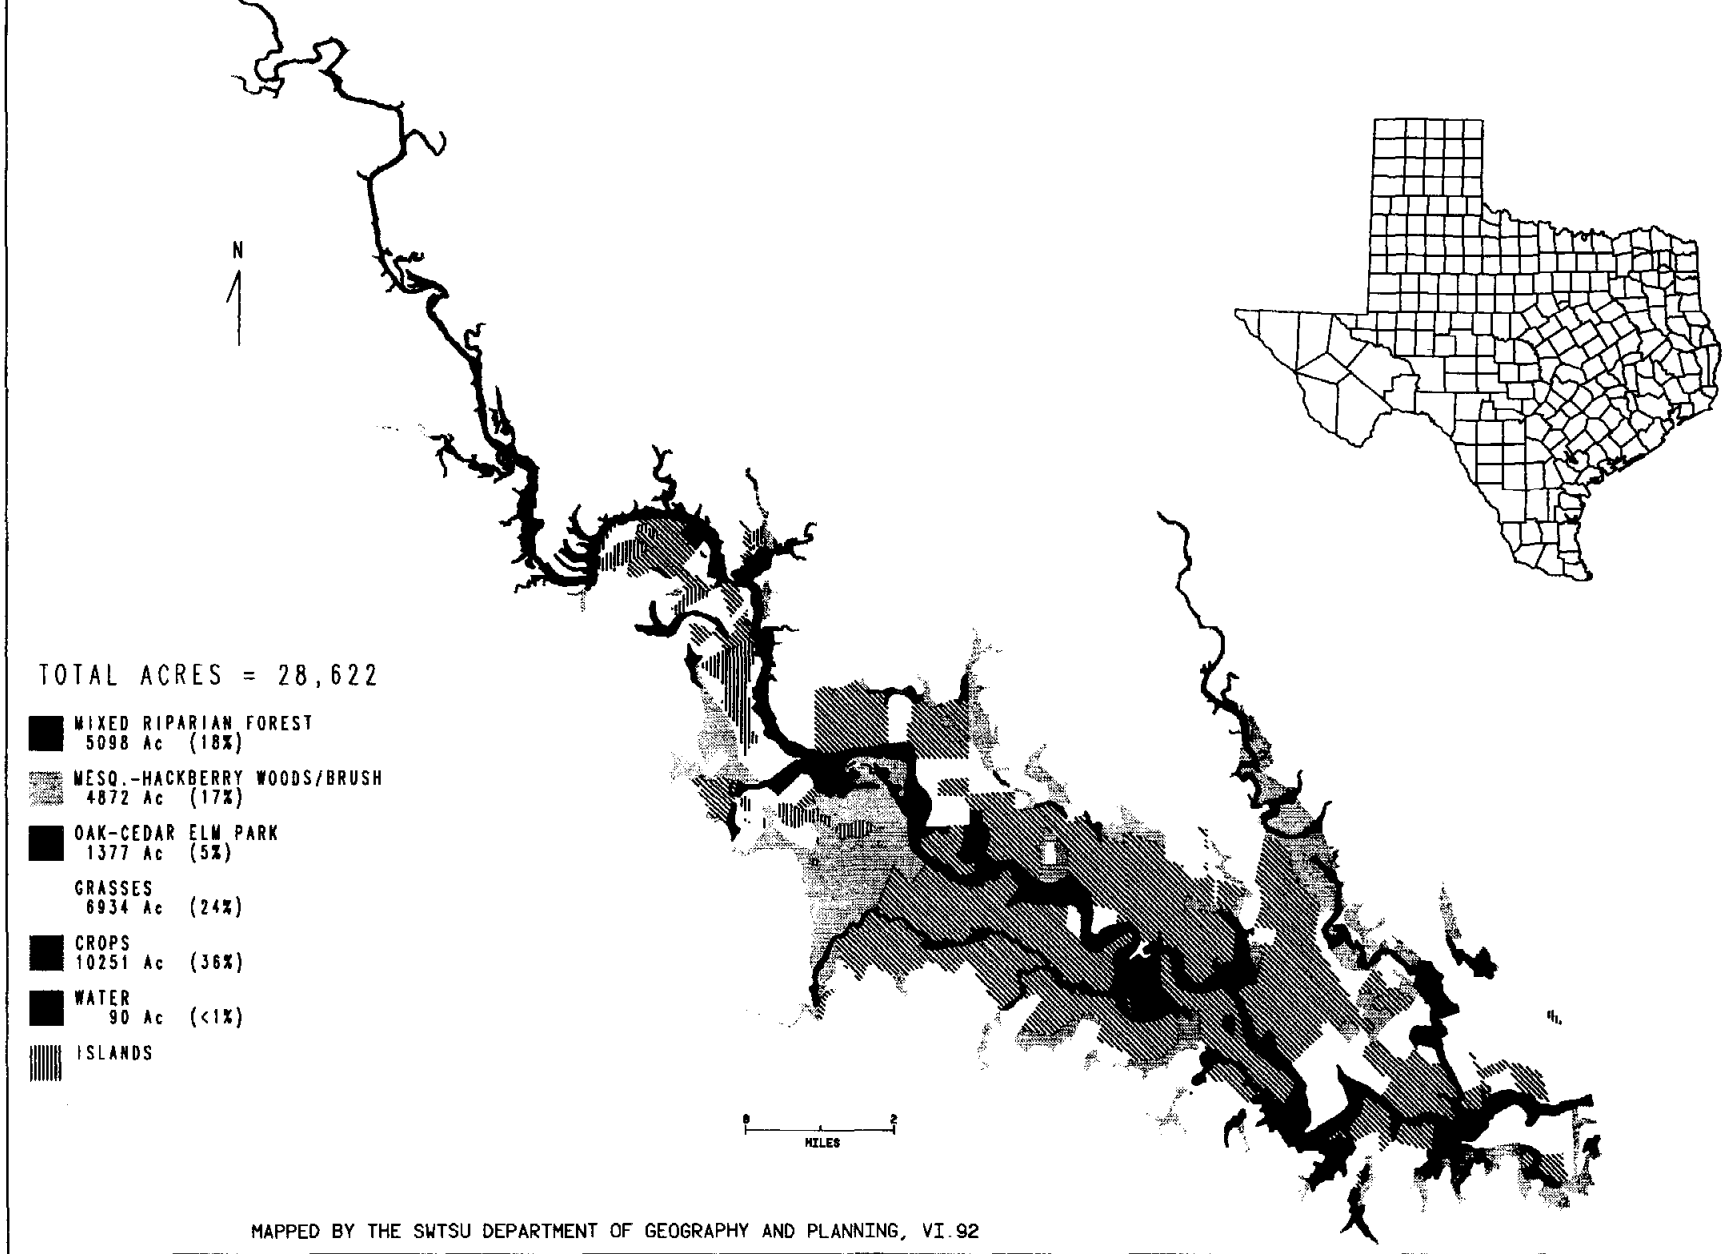 N
TOTAL ACRES = 28,622
MIXED RIPARIAN FOREST
5098 Ac (18%)
MESQ.-HACKBERRY WOODS/BRUSH
4872 Ac (17%)
OAK-CEDAR ELM PARK
1377 Ac (5%)
GRASSES
6934 Ac (24%)
CROPS
10251 Ac (36%)
WATER
90 Ac (<1%)
ISLANDS
0 2
MILES
MAPPED BY THE SWTSU DEPARTMENT OF GEOGRAPHY AND PLANNING, VI.92